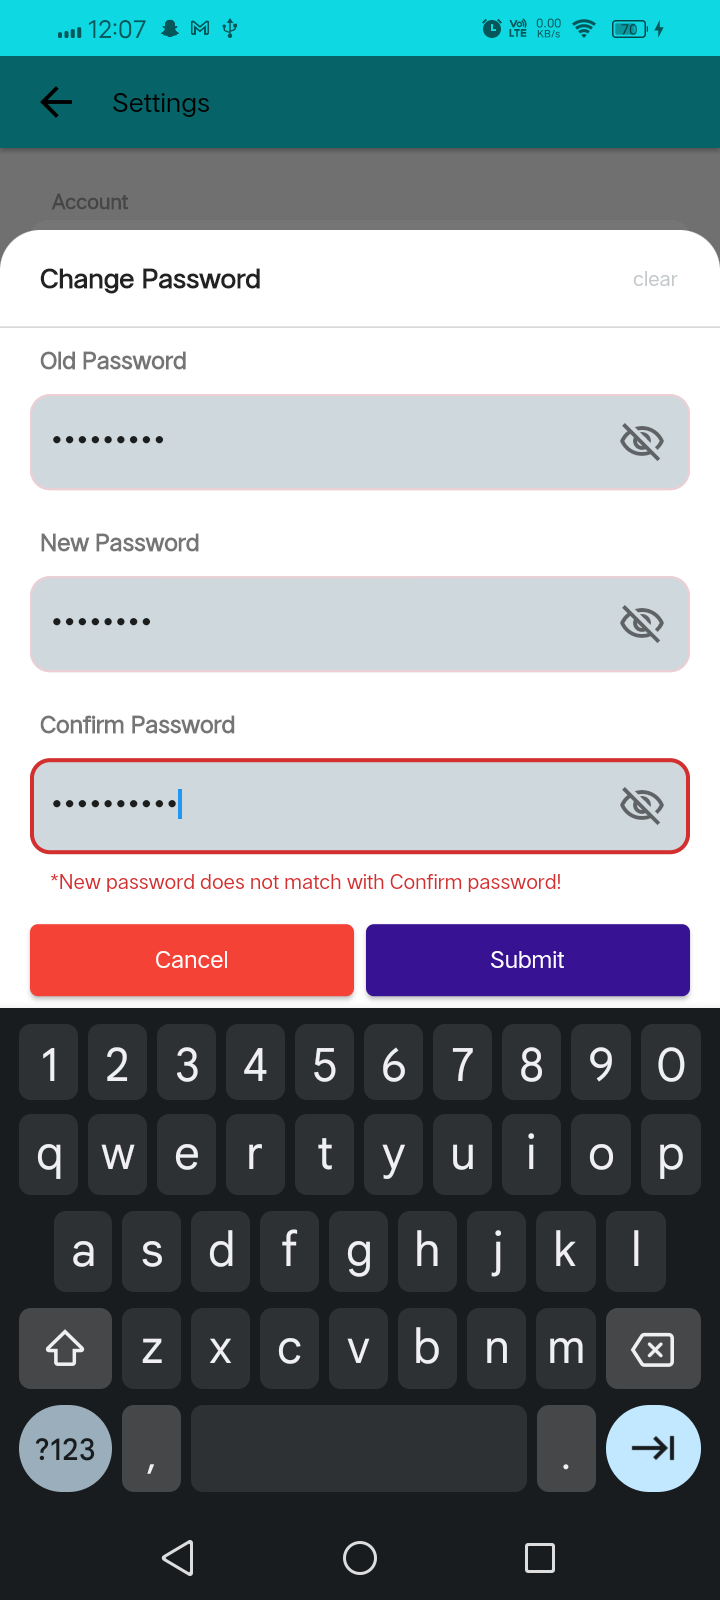 12:07 Vo) LTE 0.00 KB/s 70
Settings
Account
Change Password clear
Old Password
•••••••••
New Password
••••••••
Confirm Password
••••••••••
*New password does not match with Confirm password!
Cancel Submit
1 2 3 4 5 6 7 8 9 0
q w e r t y u i o p
a s d f g h j k l
z x c v b n m
?123 , .